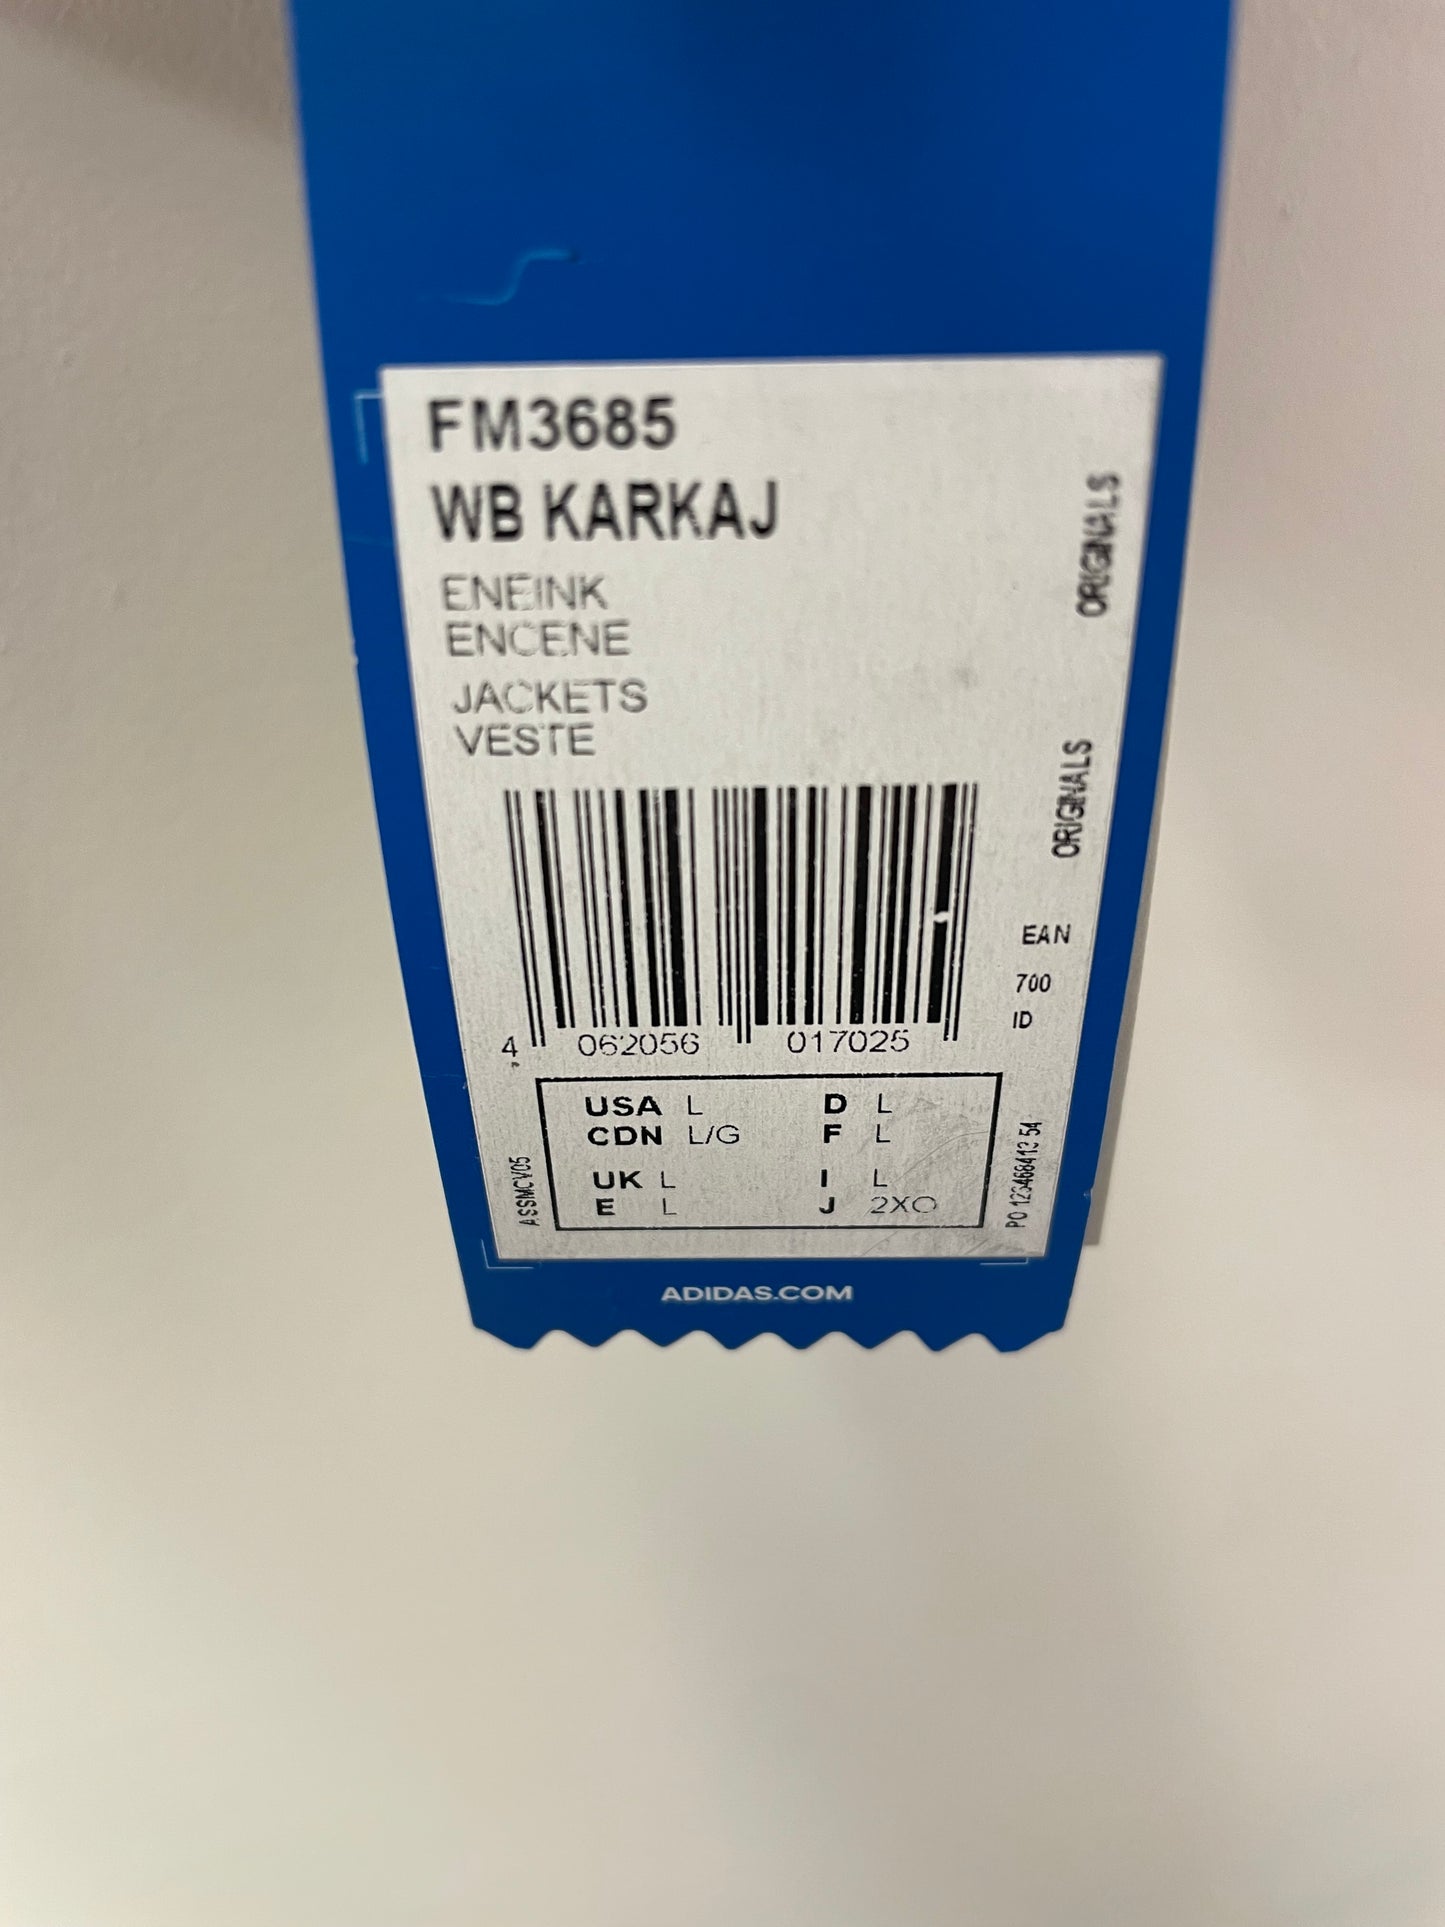 FM3685
WB KARKAJ
ENEINK
ENCENE
JACKETS
VESTE
ORIGINALS
ORIGINALS
EAN
700
ID
4 062056 017025
USA L D L
CDN L/G F L
UK L I L
E L J 2XO
ASSMCV05
PO 123468413 54
ADIDAS.COM